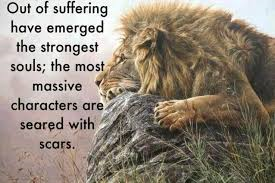 Out of suffering
have emerged
the strongest
souls; the most
massive
characters are
seared with
scars.